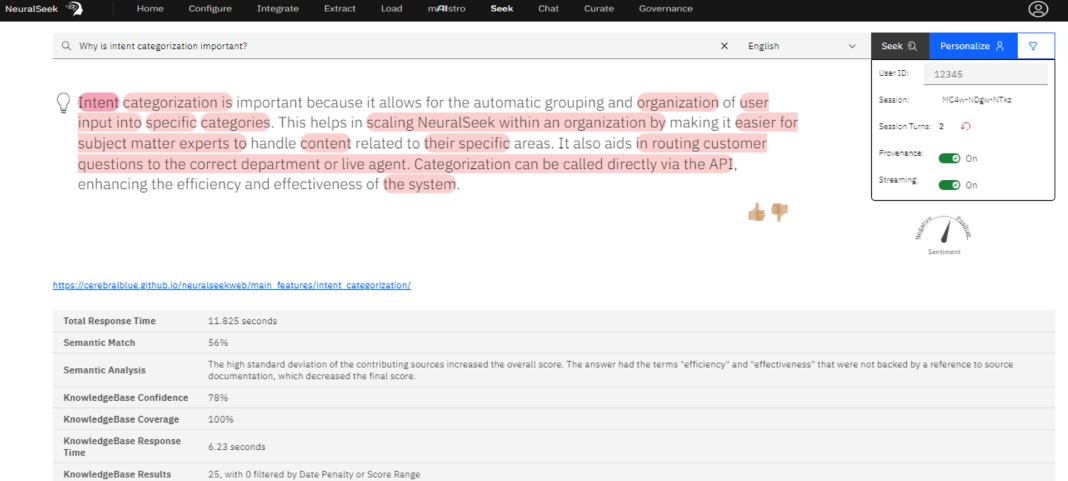 NeuralSeek Home Configure Integrate Extract Load mAIstro Seek Chat Curate Governance
Why is intent categorization important? English Seek Personalize
User ID: 12345
Session: MC4w-NDgw-NTkz
Session Turns: 2
Provenance: On
Streaming: On
Intent categorization is important because it allows for the automatic grouping and organization of user
input into specific categories. This helps in scaling NeuralSeek within an organization by making it easier for
subject matter experts to handle content related to their specific areas. It also aids in routing customer
questions to the correct department or live agent. Categorization can be called directly via the API,
enhancing the efficiency and effectiveness of the system.
Negative Positive
Sentiment
https://cerebralblue.github.io/neuralseekweb/main_features/intent_categorization/
Total Response Time 11.825 seconds
Semantic Match 56%
Semantic Analysis The high standard deviation of the contributing sources increased the overall score. The answer had the terms "efficiency" and "effectiveness" that were not backed by a reference to source
documentation, which decreased the final score.
KnowledgeBase Confidence 78%
KnowledgeBase Coverage 100%
KnowledgeBase Response
Time 6.23 seconds
KnowledgeBase Results 25, with 0 filtered by Date Penalty or Score Range